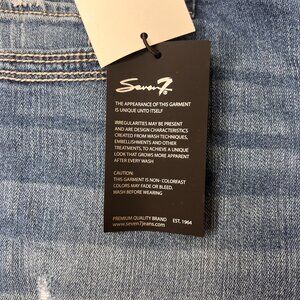 Seven7
THE APPEARANCE OF THIS GARMENT
IS UNIQUE UNTO ITSELF
IRREGULARITIES MAY BE PRESENT
AND ARE DESIGN CHARACTERISTICS
CREATED FROM WASH TECHNIQUES,
EMBELLISHMENTS AND OTHER
TREATMENTS, TO ACHIEVE A UNIQUE
LOOK THAT GROWS MORE APPARENT
AFTER EVERY WASH
CAUTION:
THIS GARMENT IS NON- COLORFAST
COLORS MAY FADE OR BLEED.
WASH BEFORE WEARING
PREMIUM QUALITY BRAND
www.seven7jeans.com
EST. 1964